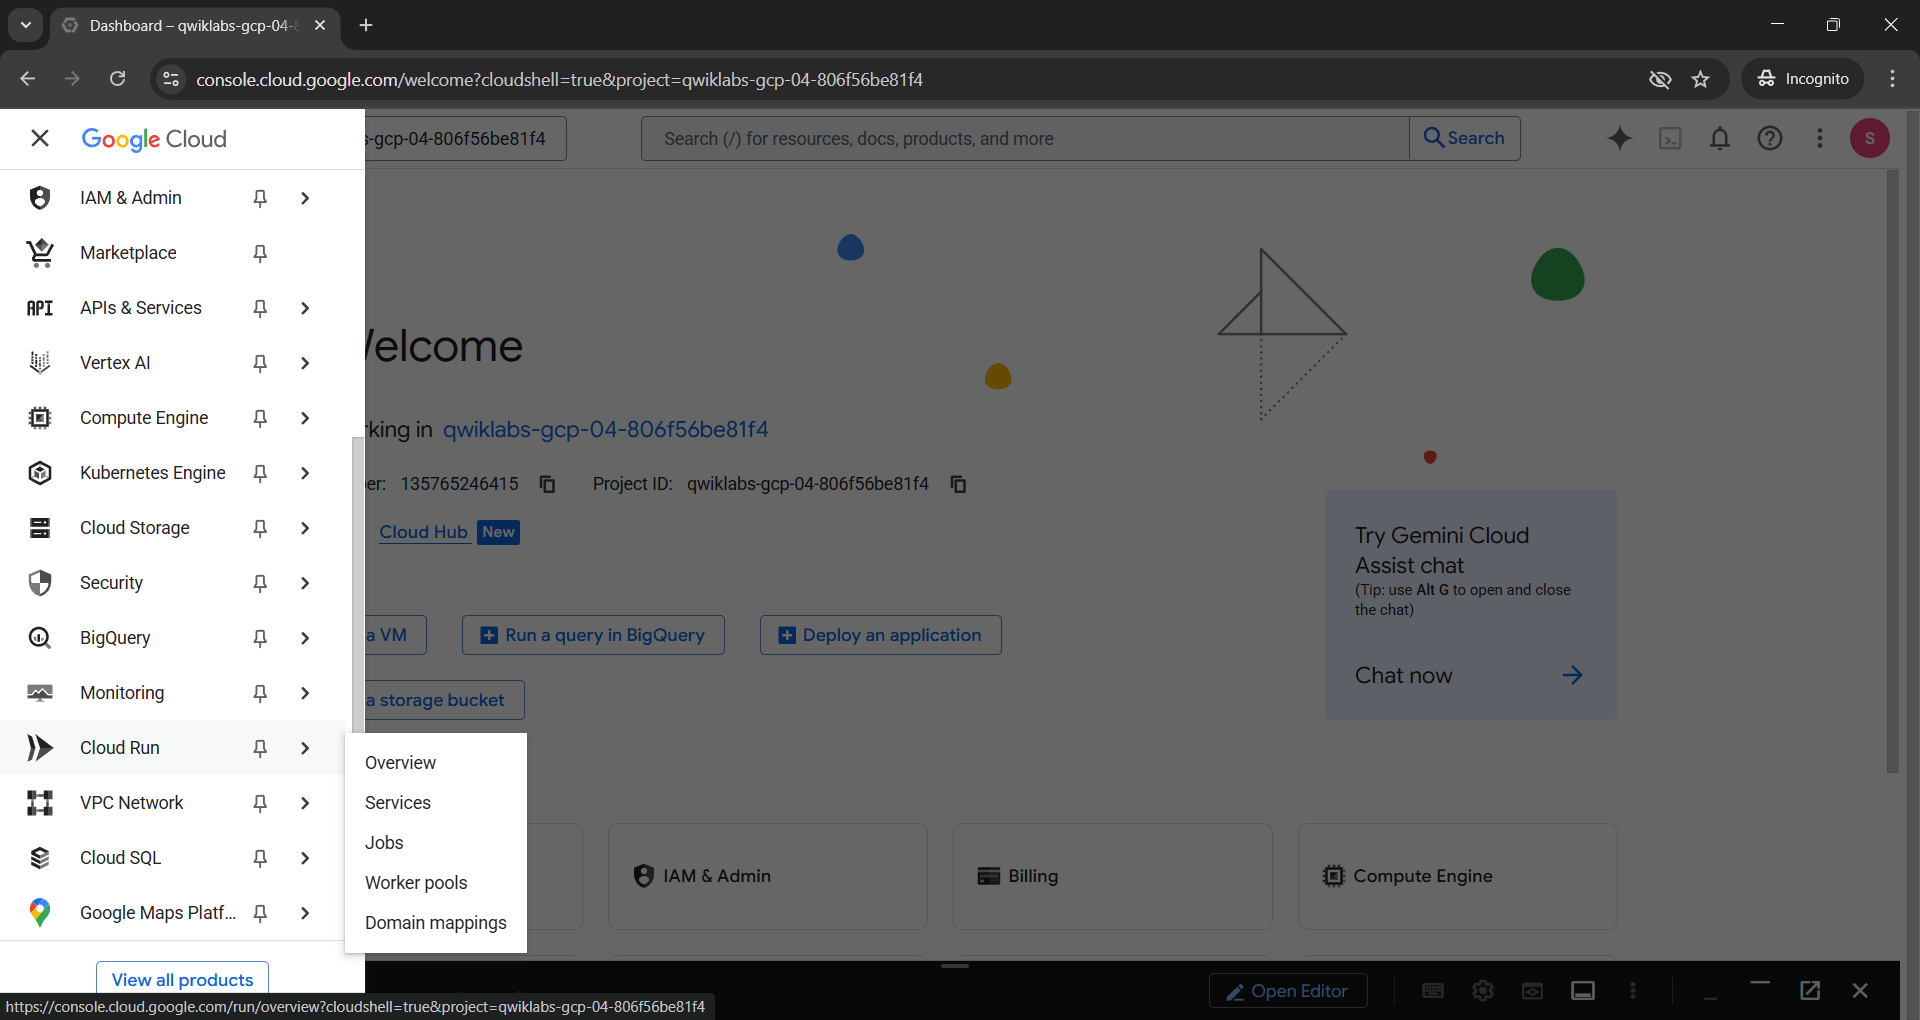 Dashboard – qwiklabs-gcp-04-
console.cloud.google.com/welcome?cloudshell=true&project=qwiklabs-gcp-04-806f56be81f4
Incognito
Google Cloud
s-gcp-04-806f56be81f4
Search (/) for resources, docs, products, and more
Search
S
IAM & Admin
Marketplace
API
APIs & Services
Vertex AI
Compute Engine
Kubernetes Engine
Cloud Storage
Security
BigQuery
Monitoring
Cloud Run
VPC Network
Cloud SQL
Google Maps Platf...
View all products
Overview
Services
Jobs
Worker pools
Domain mappings
elcome
king in qwiklabs-gcp-04-806f56be81f4
er: 135765246415
Project ID: qwiklabs-gcp-04-806f56be81f4
Cloud Hub New
a VM
Run a query in BigQuery
Deploy an application
a storage bucket
Try Gemini Cloud
Assist chat
(Tip: use Alt G to open and close
the chat)
Chat now
IAM & Admin
Billing
Compute Engine
Open Editor
https://console.cloud.google.com/run/overview?cloudshell=true&project=qwiklabs-gcp-04-806f56be81f4